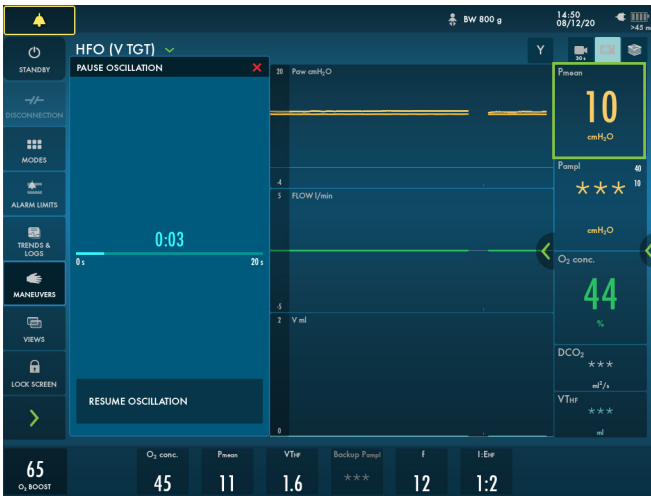 BW 800 g
14:50
08/12/20
>45 m
STANDBY
DISCONNECTION
MODES
ALARM LIMITS
TRENDS &
LOGS
MANEUVERS
VIEWS
LOCK SCREEN
65
O₂ BOOST
HFO (V TGT)
PAUSE OSCILLATION
0:03
0 s 20 s
RESUME OSCILLATION
Y
30 s
20 Paw cmH₂O
-4
5 FLOW l/min
-5
2 V ml
0
Pmean
10
cmH₂O
Pampl 40
*** 10
cmH₂O
O₂ conc.
44
%
DCO₂
***
ml²/s
VTHF
***
ml
O₂ conc. Pmean VTHF Backup Pampl f I:EHF
45 11 1.6 *** 12 1:2